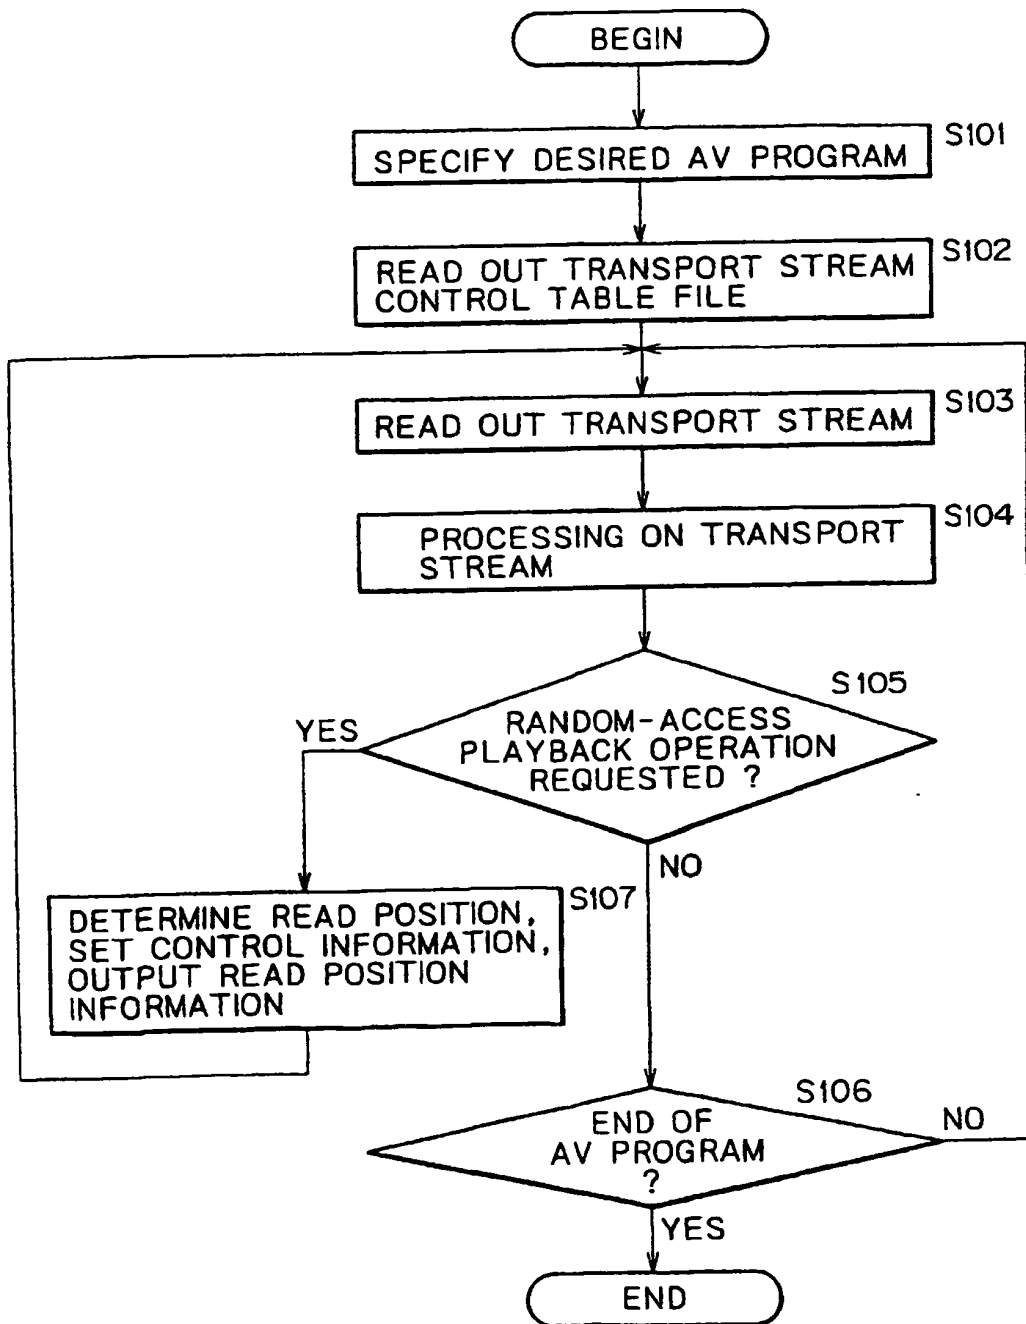 BEGIN
S101
SPECIFY DESIRED AV PROGRAM
S102
READ OUT TRANSPORT STREAM
CONTROL TABLE FILE
S103
READ OUT TRANSPORT STREAM
S104
PROCESSING ON TRANSPORT
STREAM
S105
YES
RANDOM-ACCESS
PLAYBACK OPERATION
REQUESTED ?
NO
S107
DETERMINE READ POSITION,
SET CONTROL INFORMATION,
OUTPUT READ POSITION
INFORMATION
S106
NO
END OF
AV PROGRAM
?
YES
END